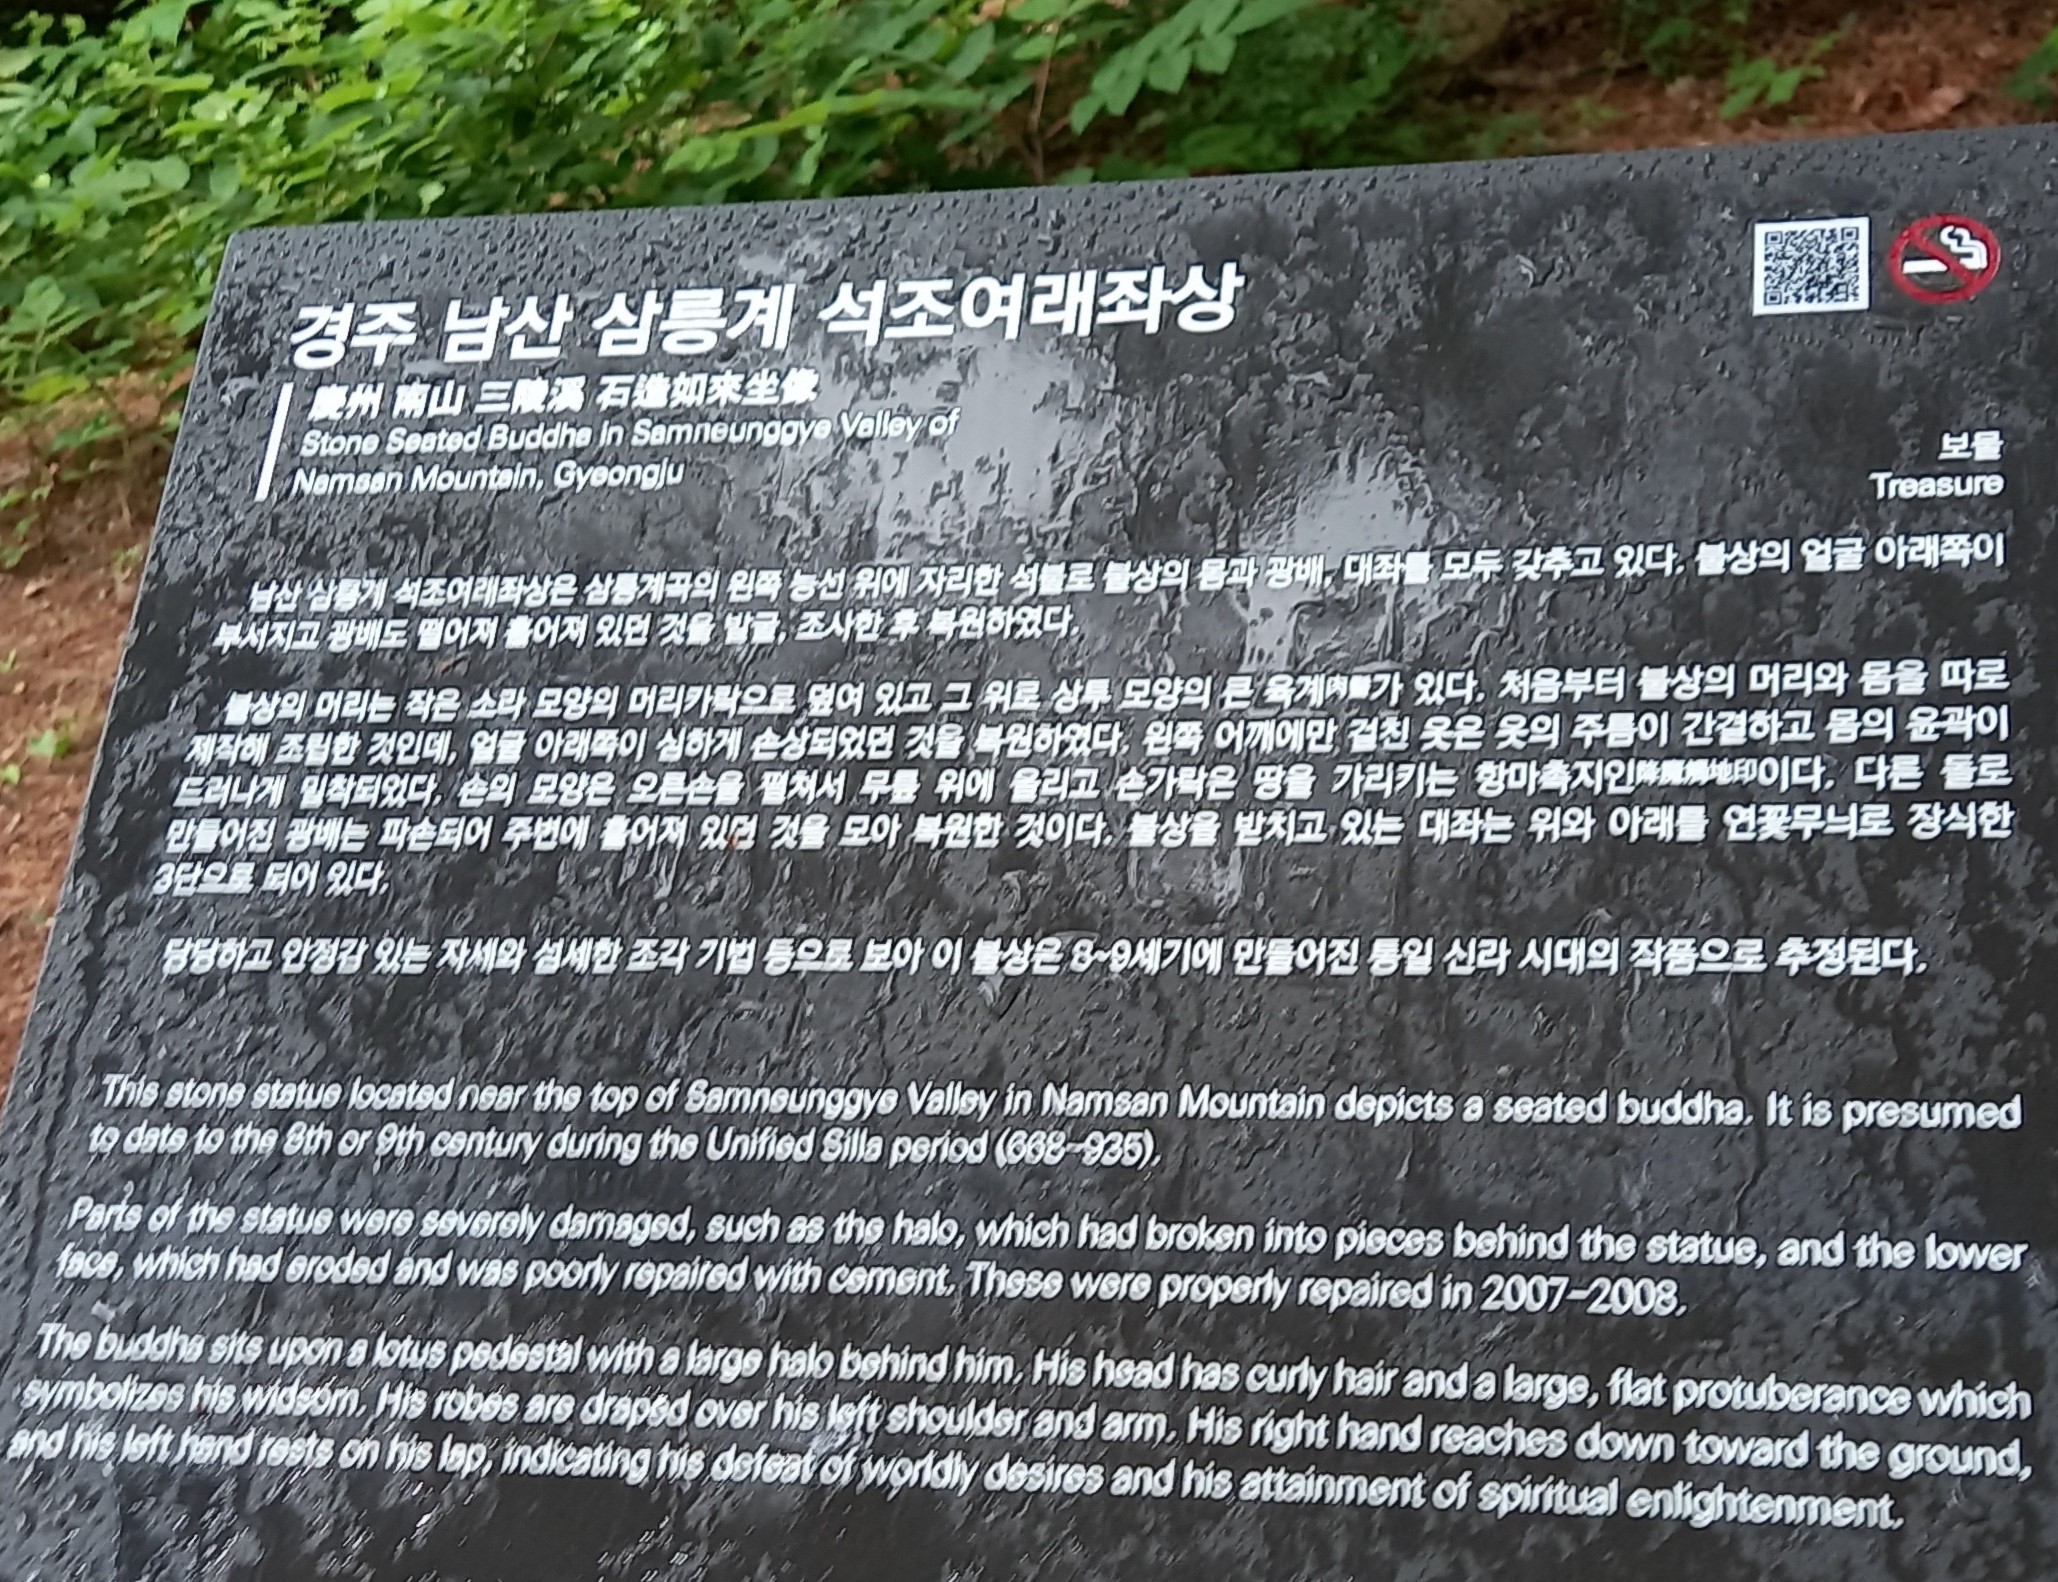 경주 남산 삼릉계 석조여래좌상
慶州 南山 三陵溪 石造如來坐像
Stone Seated Buddha in Samneunggye Valley of
Namsan Mountain, Gyeongju
보물
Treasure
남산 삼릉계 석조여래좌상은 삼릉계곡의 왼쪽 능선 위에 자리한 석불로 불상의 몸과 광배, 대좌를 모두 갖추고 있다. 불상의 얼굴 아래쪽이
부서지고 광배도 떨어져 흩어져 있던 것을 발굴, 조사한 후 복원하였다.
불상의 머리는 작은 소라 모양의 머리카락으로 덮여 있고 그 위로 상투 모양의 큰 육계肉髻가 있다. 처음부터 불상의 머리와 몸을 따로
제작해 조립한 것인데, 얼굴 아래쪽이 심하게 손상되었던 것을 복원하였다. 왼쪽 어깨에만 걸친 옷은 옷의 주름이 간결하고 몸의 윤곽이
드러나게 밀착되었다. 손의 모양은 오른손을 펼쳐서 무릎 위에 올리고 손가락은 땅을 가리키는 항마촉지인降魔觸地印이다. 다른 돌로
만들어진 광배는 파손되어 주변에 흩어져 있던 것을 모아 복원한 것이다. 불상을 받치고 있는 대좌는 위와 아래를 연꽃무늬로 장식한
3단으로 되어 있다.
당당하고 안정감 있는 자세와 섬세한 조각 기법 등으로 보아 이 불상은 8~9세기에 만들어진 통일 신라 시대의 작품으로 추정된다.
This stone statue located near the top of Samneunggye Valley in Namsan Mountain depicts a seated buddha. It is presumed
to date to the 8th or 9th century during the Unified Silla period (668–935).
Parts of the statue were severely damaged, such as the halo, which had broken into pieces behind the statue, and the lower
face, which had eroded and was poorly repaired with cement. These were properly repaired in 2007–2008.
The buddha sits upon a lotus pedestal with a large halo behind him. His head has curly hair and a large, flat protuberance which
symbolizes his widsom. His robes are draped over his left shoulder and arm. His right hand reaches down toward the ground,
and his left hand rests on his lap, indicating his defeat of worldly desires and his attainment of spiritual enlightenment.